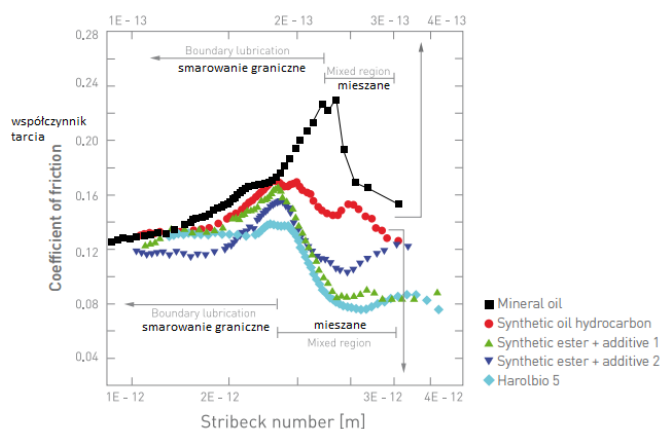 1E - 13
2E - 13
3E - 13
4E - 13
0,28
0,24
0,20
0,16
0,12
0,08
0,04
współczynnik
tarcia
Coefficient of friction
Boundary lubrication
smarowanie graniczne
Mixed region
mieszane
Boundary lubrication
smarowanie graniczne
mieszane
Mixed region
Mineral oil
Synthetic oil hydrocarbon
Synthetic ester + additive 1
Synthetic ester + additive 2
Harolbio 5
1E - 12
2E - 12
3E - 12
4E - 12
Stribeck number [m]